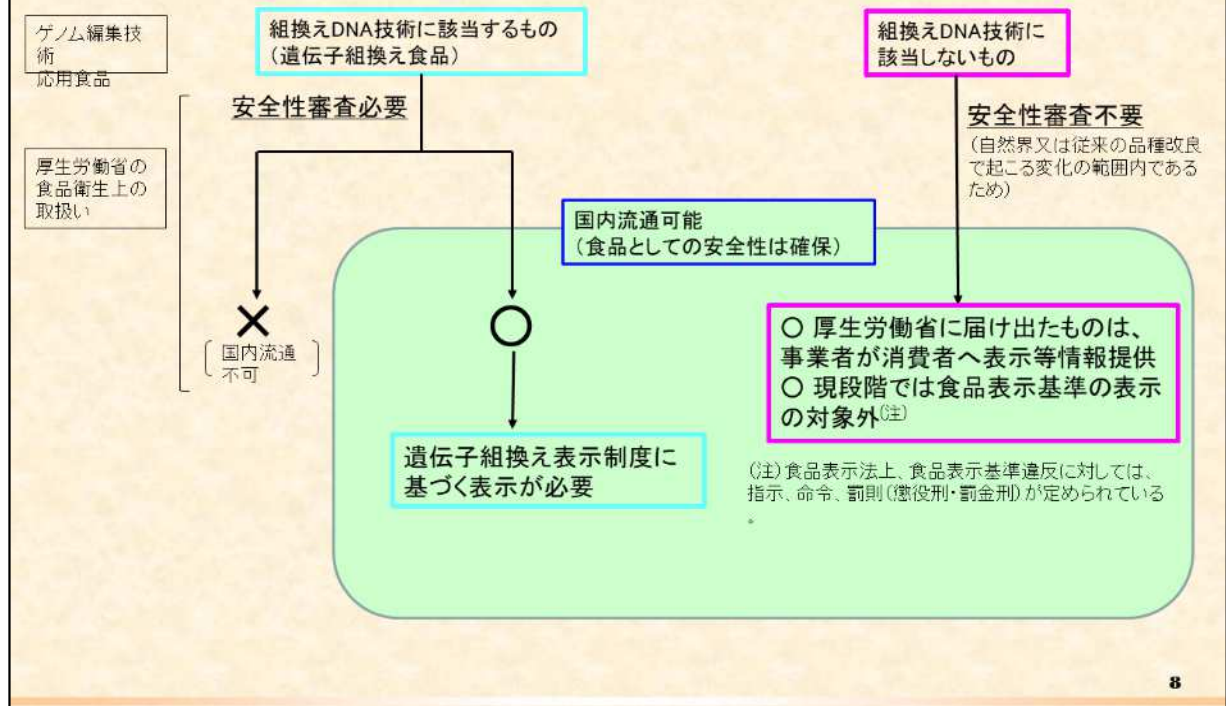 ゲノム編集技
術
応用食品
組換えDNA技術に該当するもの
(遺伝子組換え食品)
組換えDNA技術に
該当しないもの
安全性審査必要
安全性審査不要
(自然界又は従来の品種改良
で起こる変化の範囲内である
ため)
厚生労働省の
食品衛生上の
取扱い
国内流通可能
(食品としての安全性は確保)
×
国内流通
不可
○
○ 厚生労働省に届け出たものは、
事業者が消費者へ表示等情報提供
○ 現段階では食品表示基準の表示
の対象外(注)
遺伝子組換え表示制度に
基づく表示が必要
(注)食品表示法上、食品表示基準違反に対しては、
指示、命令、罰則(懲役刑・罰金刑)が定められている
。
8